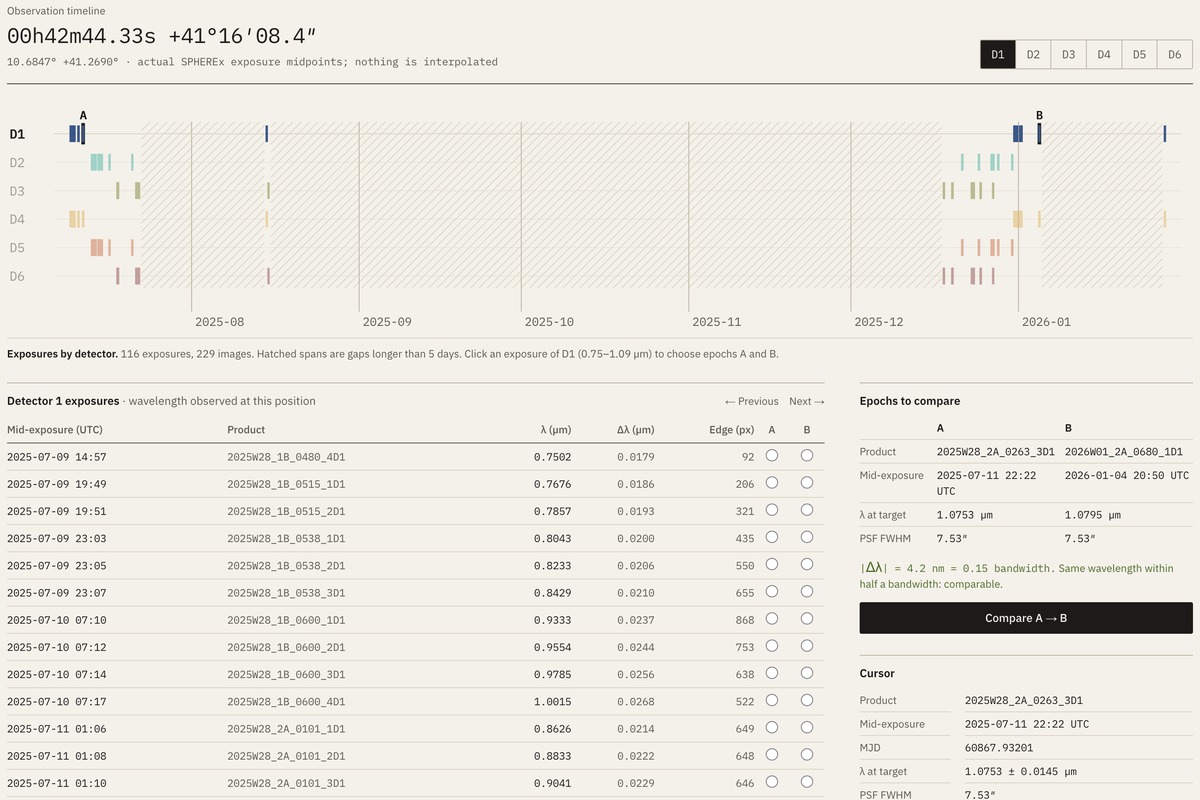 Observation timeline
00h42m44.33s +41°16′08.4″
10.6847° +41.2690° · actual SPHEREx exposure midpoints; nothing is interpolated
D1 D2 D3 D4 D5 D6
A B
D1
D2
D3
D4
D5
D6
2025-08 2025-09 2025-10 2025-11 2025-12 2026-01
Exposures by detector. 116 exposures, 229 images. Hatched spans are gaps longer than 5 days. Click an exposure of D1 (0.75–1.09 µm) to choose epochs A and B.
Detector 1 exposures · wavelength observed at this position ← Previous Next →
Mid-exposure (UTC) Product λ (µm) Δλ (µm) Edge (px) A B
2025-07-09 14:57 2025W28_1B_0480_4D1 0.7502 0.0179 92
2025-07-09 19:49 2025W28_1B_0515_1D1 0.7676 0.0186 206
2025-07-09 19:51 2025W28_1B_0515_2D1 0.7857 0.0193 321
2025-07-09 23:03 2025W28_1B_0538_1D1 0.8043 0.0200 435
2025-07-09 23:05 2025W28_1B_0538_2D1 0.8233 0.0206 550
2025-07-09 23:07 2025W28_1B_0538_3D1 0.8429 0.0210 655
2025-07-10 07:10 2025W28_1B_0600_1D1 0.9333 0.0237 868
2025-07-10 07:12 2025W28_1B_0600_2D1 0.9554 0.0244 753
2025-07-10 07:14 2025W28_1B_0600_3D1 0.9785 0.0256 638
2025-07-10 07:17 2025W28_1B_0600_4D1 1.0015 0.0268 522
2025-07-11 01:06 2025W28_2A_0101_1D1 0.8626 0.0214 649
2025-07-11 01:08 2025W28_2A_0101_2D1 0.8833 0.0222 648
2025-07-11 01:10 2025W28_2A_0101_3D1 0.9041 0.0229 646
Epochs to compare
A B
Product 2025W28_2A_0263_3D1 2026W01_2A_0680_1D1
Mid-exposure 2025-07-11 22:22 UTC 2026-01-04 20:50 UTC
λ at target 1.0753 µm 1.0795 µm
PSF FWHM 7.53″ 7.53″
|Δλ| = 4.2 nm = 0.15 bandwidth. Same wavelength within
half a bandwidth: comparable.
Compare A → B
Cursor
Product 2025W28_2A_0263_3D1
Mid-exposure 2025-07-11 22:22 UTC
MJD 60867.93201
λ at target 1.0753 ± 0.0145 µm
PSF FWHM 7.53″